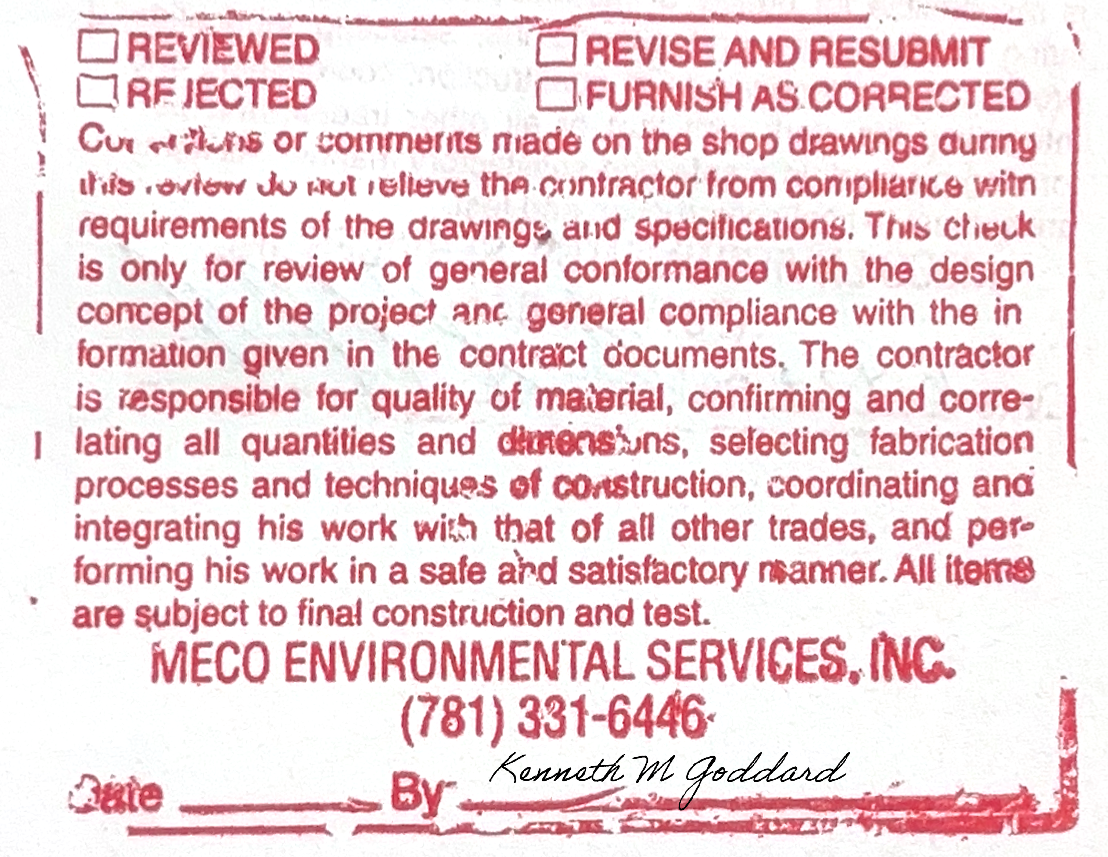 REVIEWED REVISE AND RESUBMIT
REJECTED FURNISH AS CORRECTED
Corrections or comments made on the shop drawings during
this review do not relieve the contractor from compliance with
requirements of the drawings and specifications. This check
is only for review of general conformance with the design
concept of the project and general compliance with the in
formation given in the contract documents. The contractor
is responsible for quality of material, confirming and corre-
lating all quantities and dimensions, selecting fabrication
processes and techniques of construction, coordinating and
integrating his work with that of all other trades, and per-
forming his work in a safe and satisfactory manner. All items
are subject to final construction and test.
MECO ENVIRONMENTAL SERVICES, INC.
(781) 331-6446
Date By Kenneth M Goddard